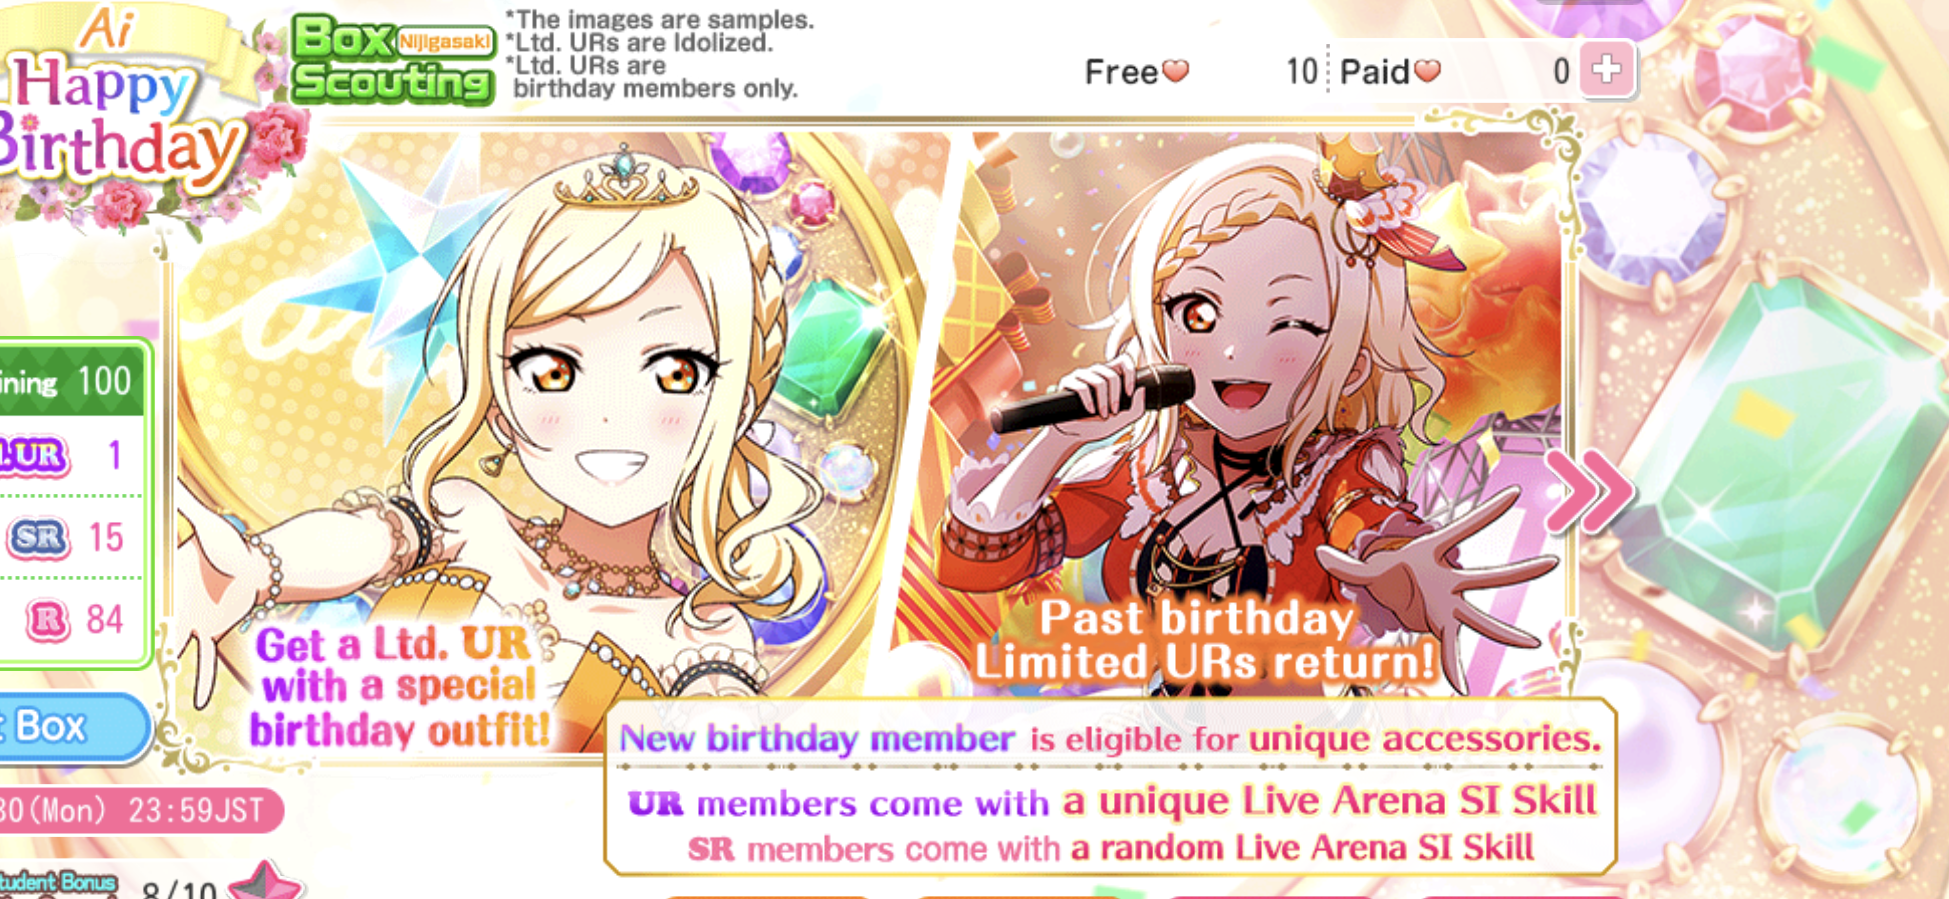 Ai
Happy
Birthday
Box Nijigasaki
Scouting
*The images are samples.
*Ltd. URs are Idolized.
*Ltd. URs are
birthday members only.
Free 10 Paid 0
ining 100
UR 1
SR 15
R 84
Box
30(Mon) 23:59JST
tudent Bonus
8/10
Get a Ltd. UR
with a special
birthday outfit!
Past birthday
Limited URs return!
New birthday member is eligible for unique accessories.
UR members come with a unique Live Arena SI Skill
SR members come with a random Live Arena SI Skill